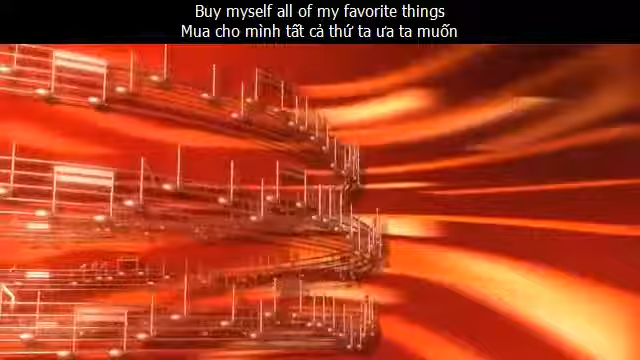 Buy myself all of my favorite things
Mua cho mình tất cả thứ ta ưa ta muốn